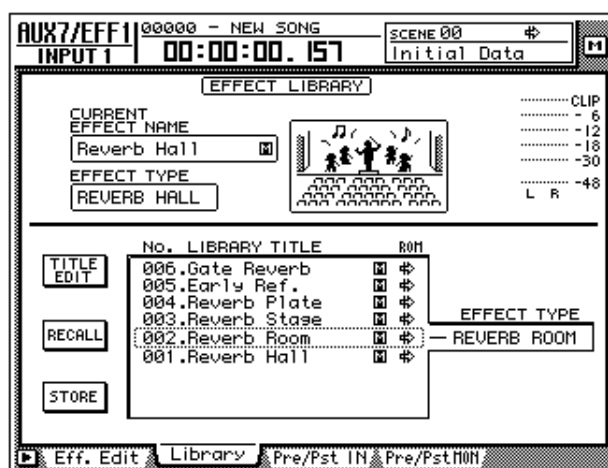 AUX7/EFF1
INPUT 1
00000 - NEW SONG
00:00:00.157
SCENE 00
Initial Data
M
EFFECT LIBRARY
CURRENT
EFFECT NAME
Reverb Hall M
EFFECT TYPE
REVERB HALL
CLIP
- 6
-12
-18
-30
-48
L R
No. LIBRARY TITLE ROM
006.Gate Reverb M
005.Early Ref. M
004.Reverb Plate M
003.Reverb Stage M
002.Reverb Room M
001.Reverb Hall M
TITLE
EDIT
RECALL
STORE
EFFECT TYPE
REVERB ROOM
Eff. Edit Library Pre/Pst IN Pre/PstMON